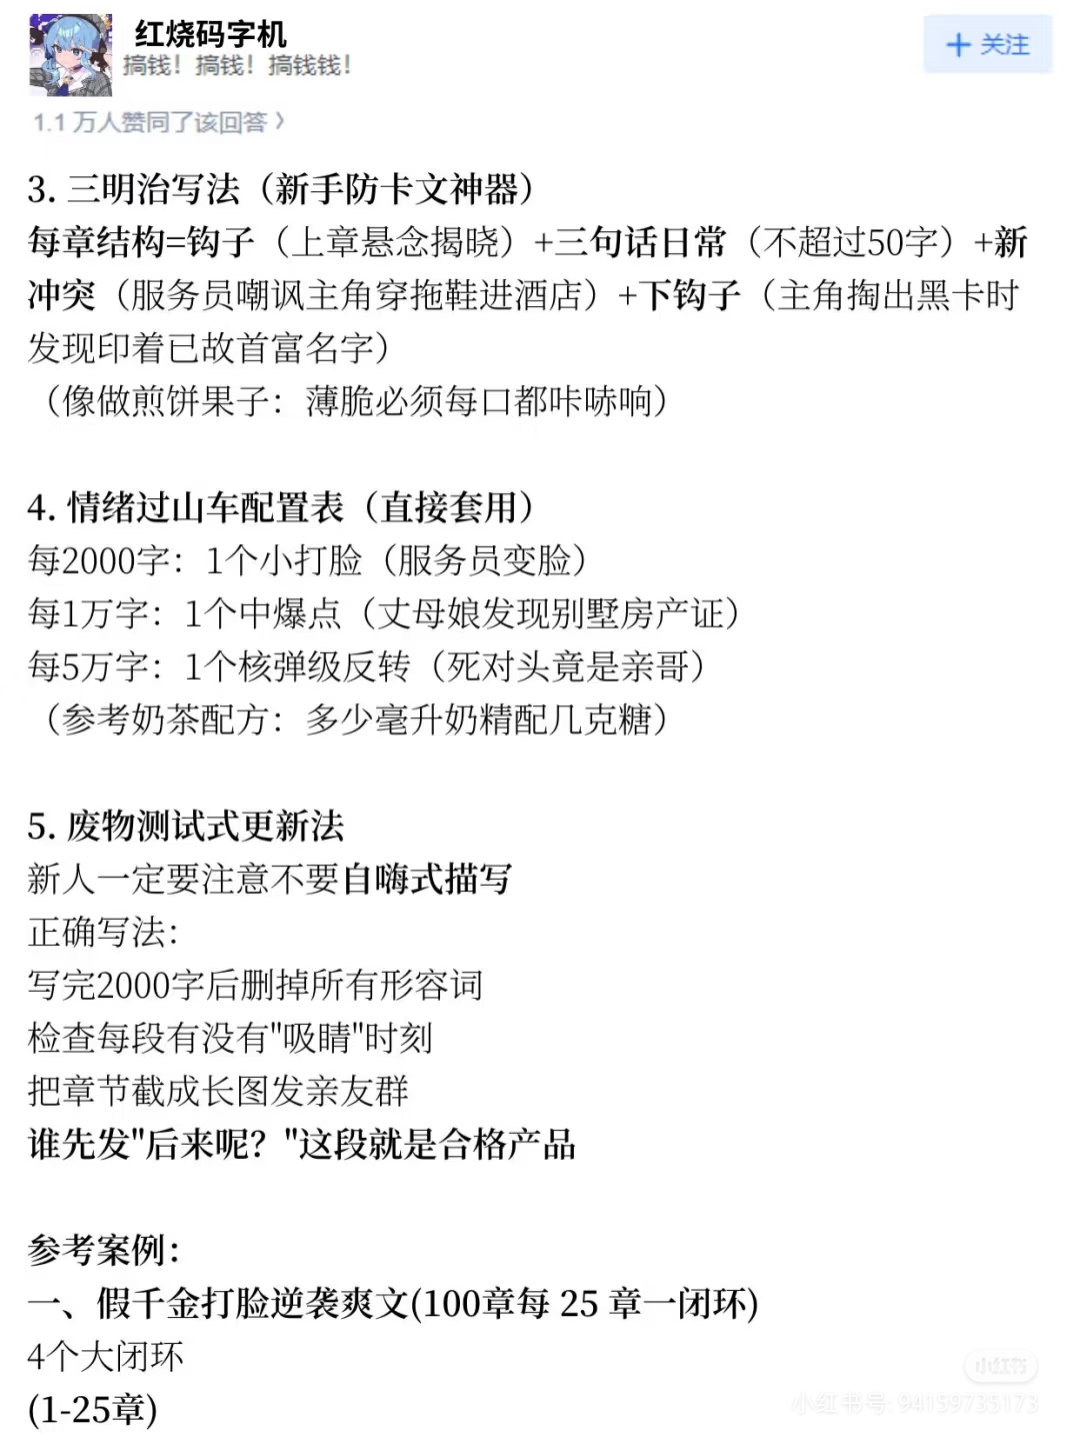 红烧码字机
搞钱！搞钱！搞钱钱！
+ 关注
1.1 万人赞同了该回答 >
3. 三明治写法（新手防卡文神器）
每章结构=钩子（上章悬念揭晓）+三句话日常（不超过50字）+新
冲突（服务员嘲讽主角穿拖鞋进酒店）+下钩子（主角掏出黑卡时
发现印着已故首富名字）
（像做煎饼果子：薄脆必须每口都咔哧响）
4. 情绪过山车配置表（直接套用）
每2000字：1个小打脸（服务员变脸）
每1万字：1个中爆点（丈母娘发现别墅房产证）
每5万字：1个核弹级反转（死对头竟是亲哥）
（参考奶茶配方：多少毫升奶精配几克糖）
5. 废物测试式更新法
新人一定要注意不要自嗨式描写
正确写法：
写完2000字后删掉所有形容词
检查每段有没有"吸睛"时刻
把章节截成长图发亲友群
谁先发"后来呢？"这段就是合格产品
参考案例：
一、假千金打脸逆袭爽文(100章每 25 章一闭环)
4个大闭环
(1-25章)
小红书
小红书号: 94159735173